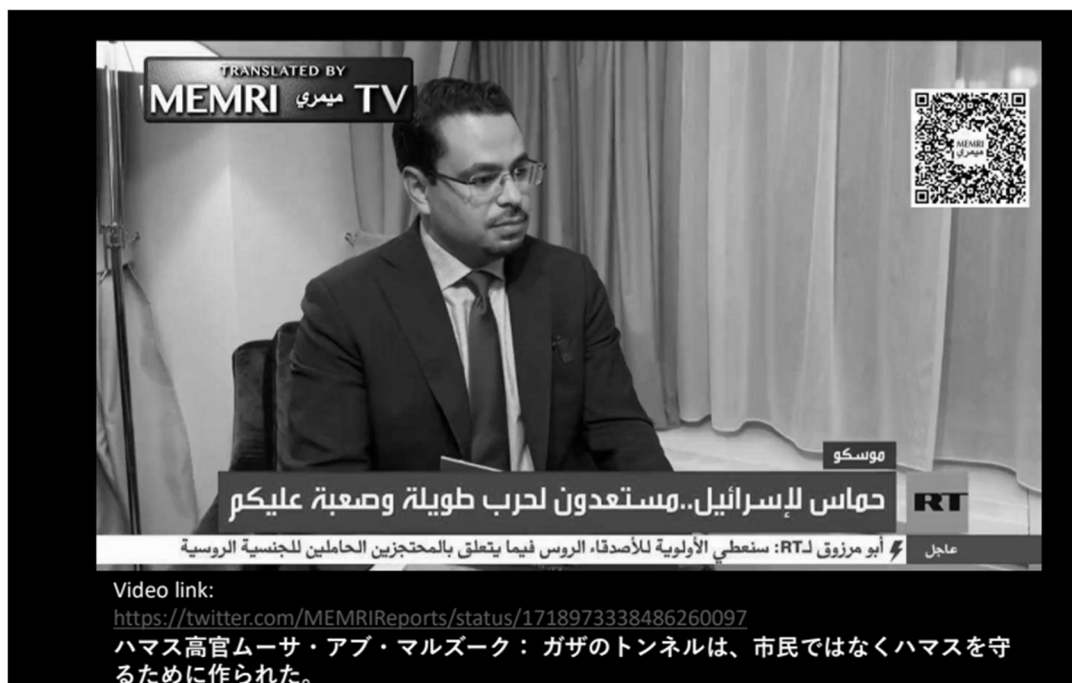 TRANSLATED BY
MEMRI ميمري TV
MEMRI
ميمري
موسكو
حماس لإسرائيل..مستعدون لحرب طويلة وصعبة عليكم
RT
عاجل
أبو مرزوق لـRT: سنعطي الأولوية للأصدقاء الروس فيما يتعلق بالمحتجزين الحاملين للجنسية الروسية
Video link:
https://twitter.com/MEMRIReports/status/1718973338486260097
ハマス高官ムーサ・アブ・マルズーク： ガザのトンネルは、市民ではなくハマスを守
るために作られた。